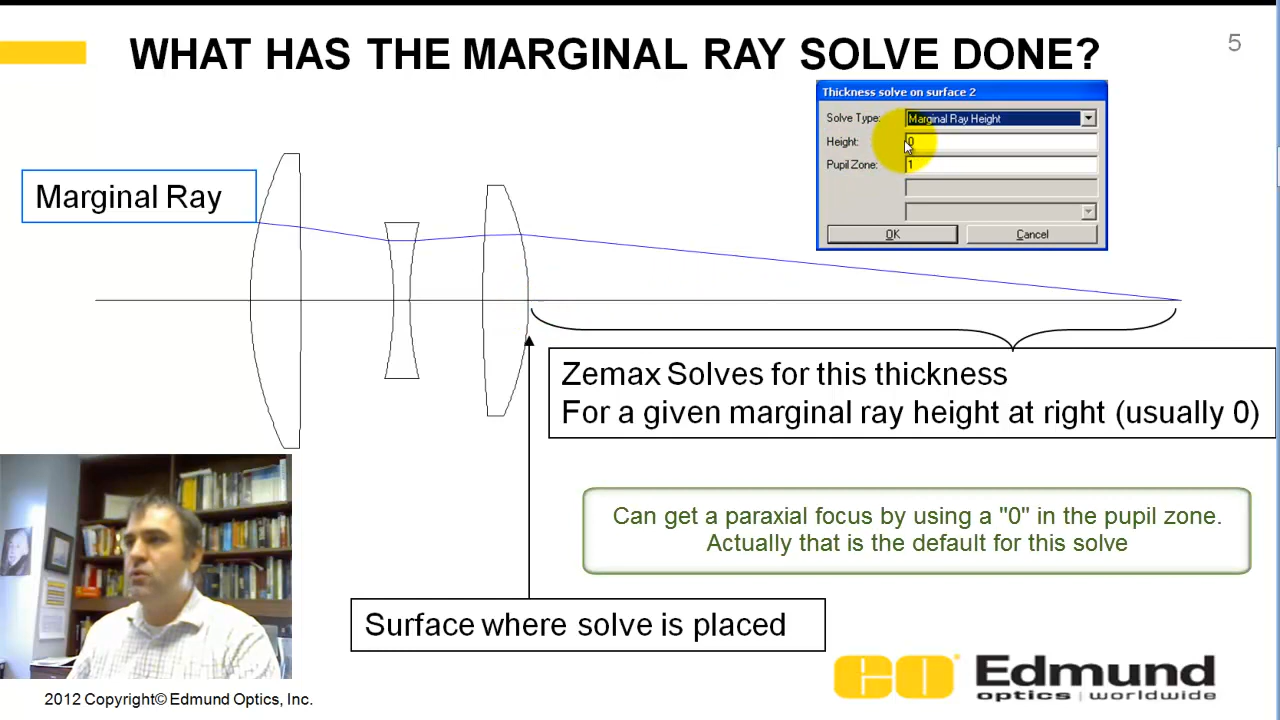 WHAT HAS THE MARGINAL RAY SOLVE DONE?
5
Thickness solve on surface 2
Solve Type: Marginal Ray Height
Height: 0
Pupil Zone: 1
OK Cancel
Marginal Ray
Zemax Solves for this thickness
For a given marginal ray height at right (usually 0)
Can get a paraxial focus by using a "0" in the pupil zone.
Actually that is the default for this solve
Surface where solve is placed
EO Edmund
optics | worldwide
2012 Copyright© Edmund Optics, Inc.